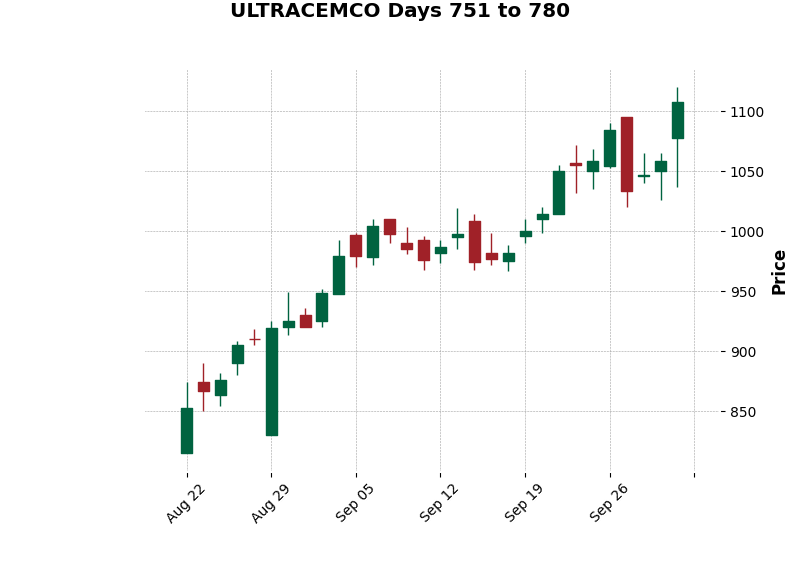 ULTRACEMCO Days 751 to 780
1100
1050
1000
950
900
850
Price
Aug 22
Aug 29
Sep 05
Sep 12
Sep 19
Sep 26